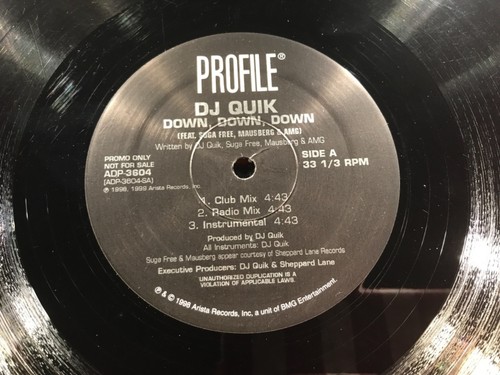 PROFILE®
DJ QUIK
DOWN, DOWN, DOWN
(FEAT. SUGA FREE, MAUSBERG & AMG)
Written by DJ Quik, Suga Free, Mausberg & AMG
PROMO ONLY
NOT FOR SALE
ADP-3604
[ADP-3604-SA]
℗ 1998, 1998 Arista Records, Inc.
SIDE A
33 1/3 RPM
1. Club Mix 4:43
2. Radio Mix 4:43
3. Instrumental 4:43
Produced by DJ Quik
All Instruments: DJ Quik
Suga Free & Mausberg appear courtesy of Sheppard Lane Records
Executive Producers: DJ Quik & Sheppard Lane
UNAUTHORIZED DUPLICATION IS A
VIOLATION OF APPLICABLE LAWS.
℗ & © 1998 Arista Records, Inc., a unit of BMG Entertainment.